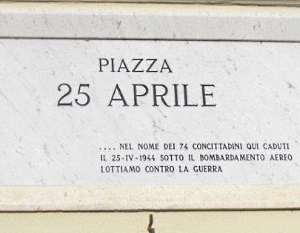 PIAZZA
25 APRILE
.... NEL NOME DEI 74 CONCITTADINI QUI CADUTI
IL 25-IV-1944 SOTTO IL BOMBARDAMENTO AEREO
LOTTIAMO CONTRO LA GUERRA